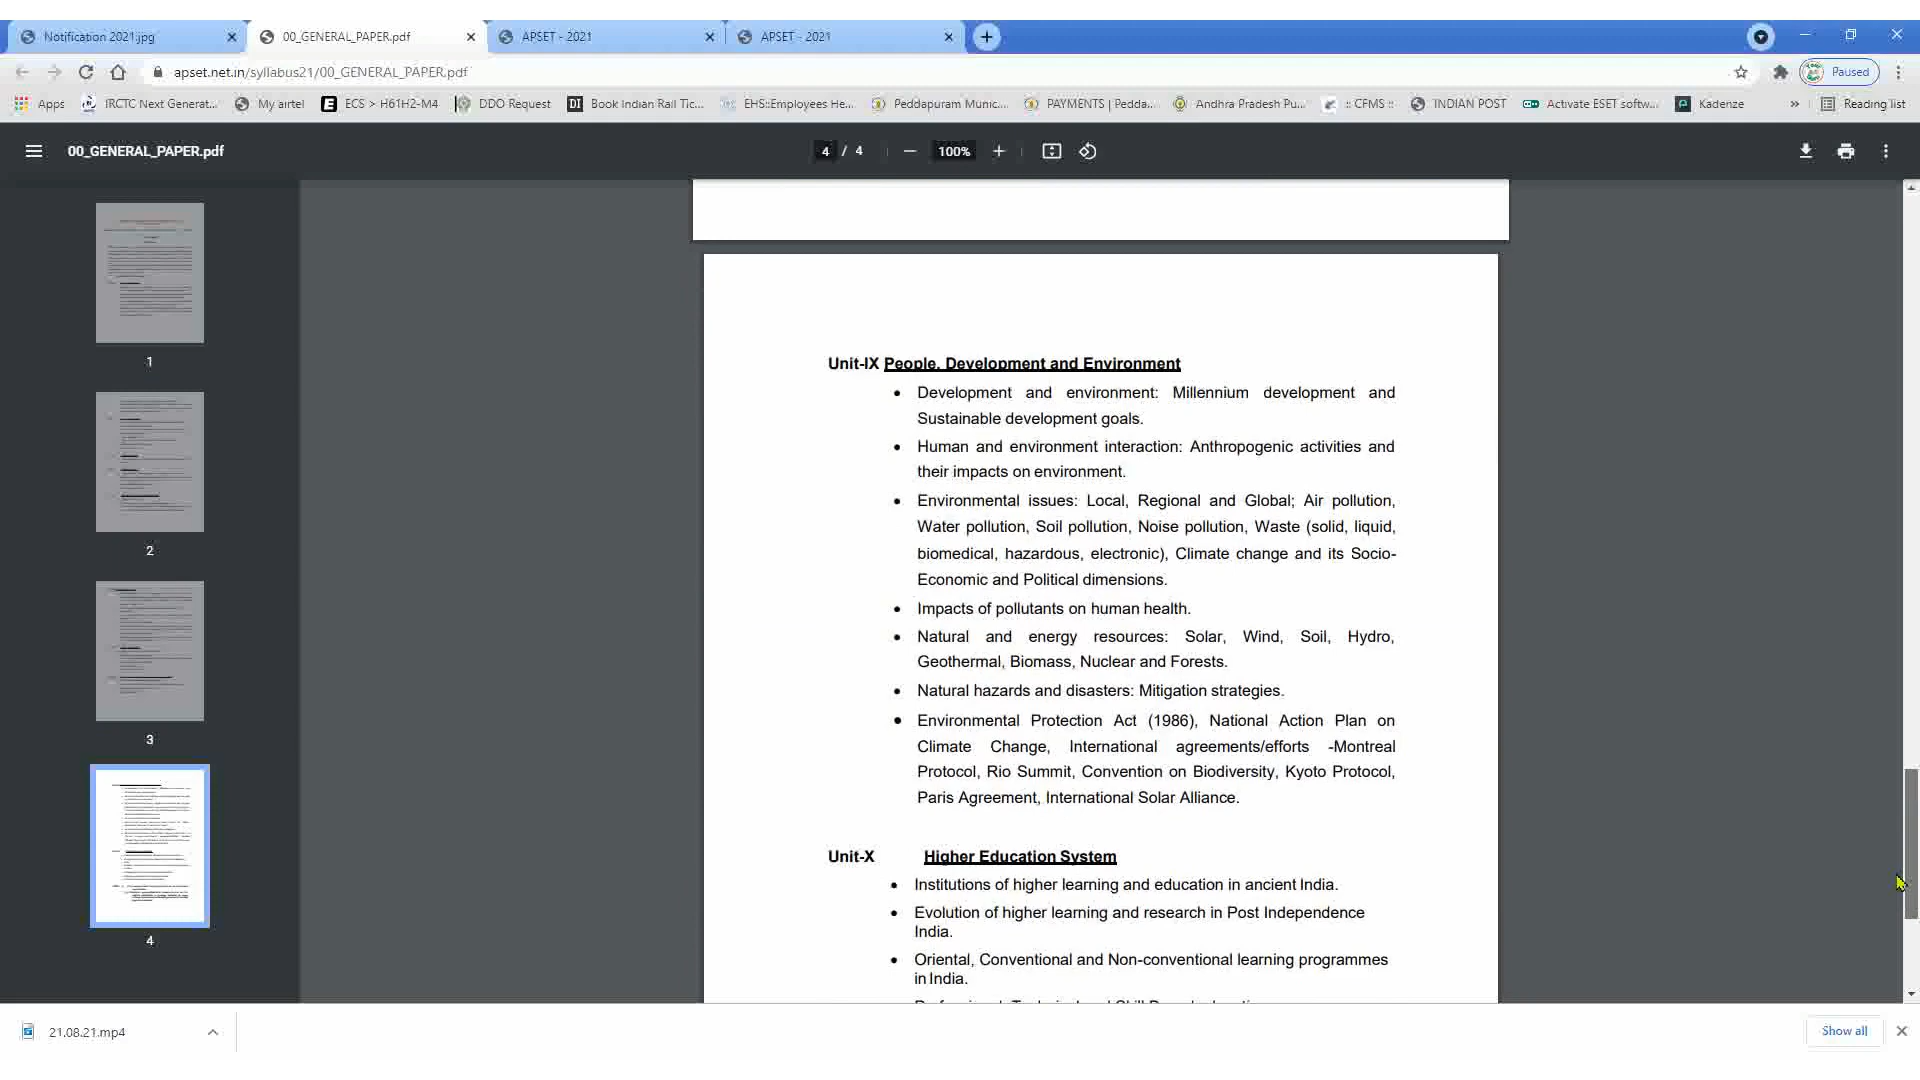 Notification 2021.jpg
00_GENERAL_PAPER.pdf
APSET - 2021
APSET - 2021
apset.net.in/syllabus21/00_GENERAL_PAPER.pdf
Paused
Apps
IRCTC Next Generat...
My airtel
ECS > H61H2-M4
DDO Request
Book Indian Rail Tic...
EHS::Employees He...
Peddapuram Munic...
PAYMENTS | Pedda...
Andhra Pradesh Pu...
:: CFMS ::
INDIAN POST
Activate ESET softw...
Kadenze
»
Reading list
00_GENERAL_PAPER.pdf
4 / 4
100%
1
2
3
4
Unit-IX People, Development and Environment
• Development and environment: Millennium development and
Sustainable development goals.
• Human and environment interaction: Anthropogenic activities and
their impacts on environment.
• Environmental issues: Local, Regional and Global; Air pollution,
Water pollution, Soil pollution, Noise pollution, Waste (solid, liquid,
biomedical, hazardous, electronic), Climate change and its Socio-
Economic and Political dimensions.
• Impacts of pollutants on human health.
• Natural and energy resources: Solar, Wind, Soil, Hydro,
Geothermal, Biomass, Nuclear and Forests.
• Natural hazards and disasters: Mitigation strategies.
• Environmental Protection Act (1986), National Action Plan on
Climate Change, International agreements/efforts -Montreal
Protocol, Rio Summit, Convention on Biodiversity, Kyoto Protocol,
Paris Agreement, International Solar Alliance.
Unit-X Higher Education System
• Institutions of higher learning and education in ancient India.
• Evolution of higher learning and research in Post Independence
India.
• Oriental, Conventional and Non-conventional learning programmes
in India.
21.08.21.mp4
Show all